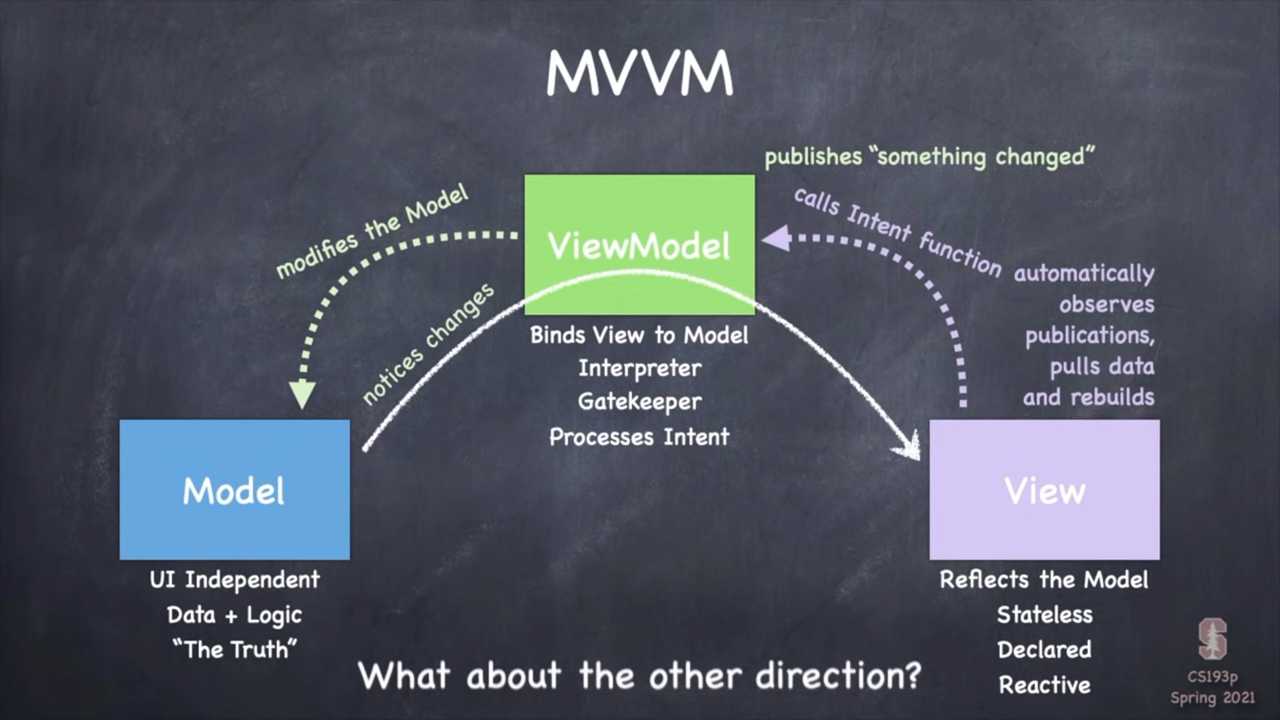 MVVM
publishes “something changed”
modifies the Model
calls Intent function
ViewModel
automatically
observes
publications,
pulls data
and rebuilds
notices changes
Binds View to Model
Interpreter
Gatekeeper
Processes Intent
Model
View
UI Independent
Data + Logic
“The Truth”
Reflects the Model
Stateless
Declared
Reactive
What about the other direction?
S
CS193p
Spring 2021